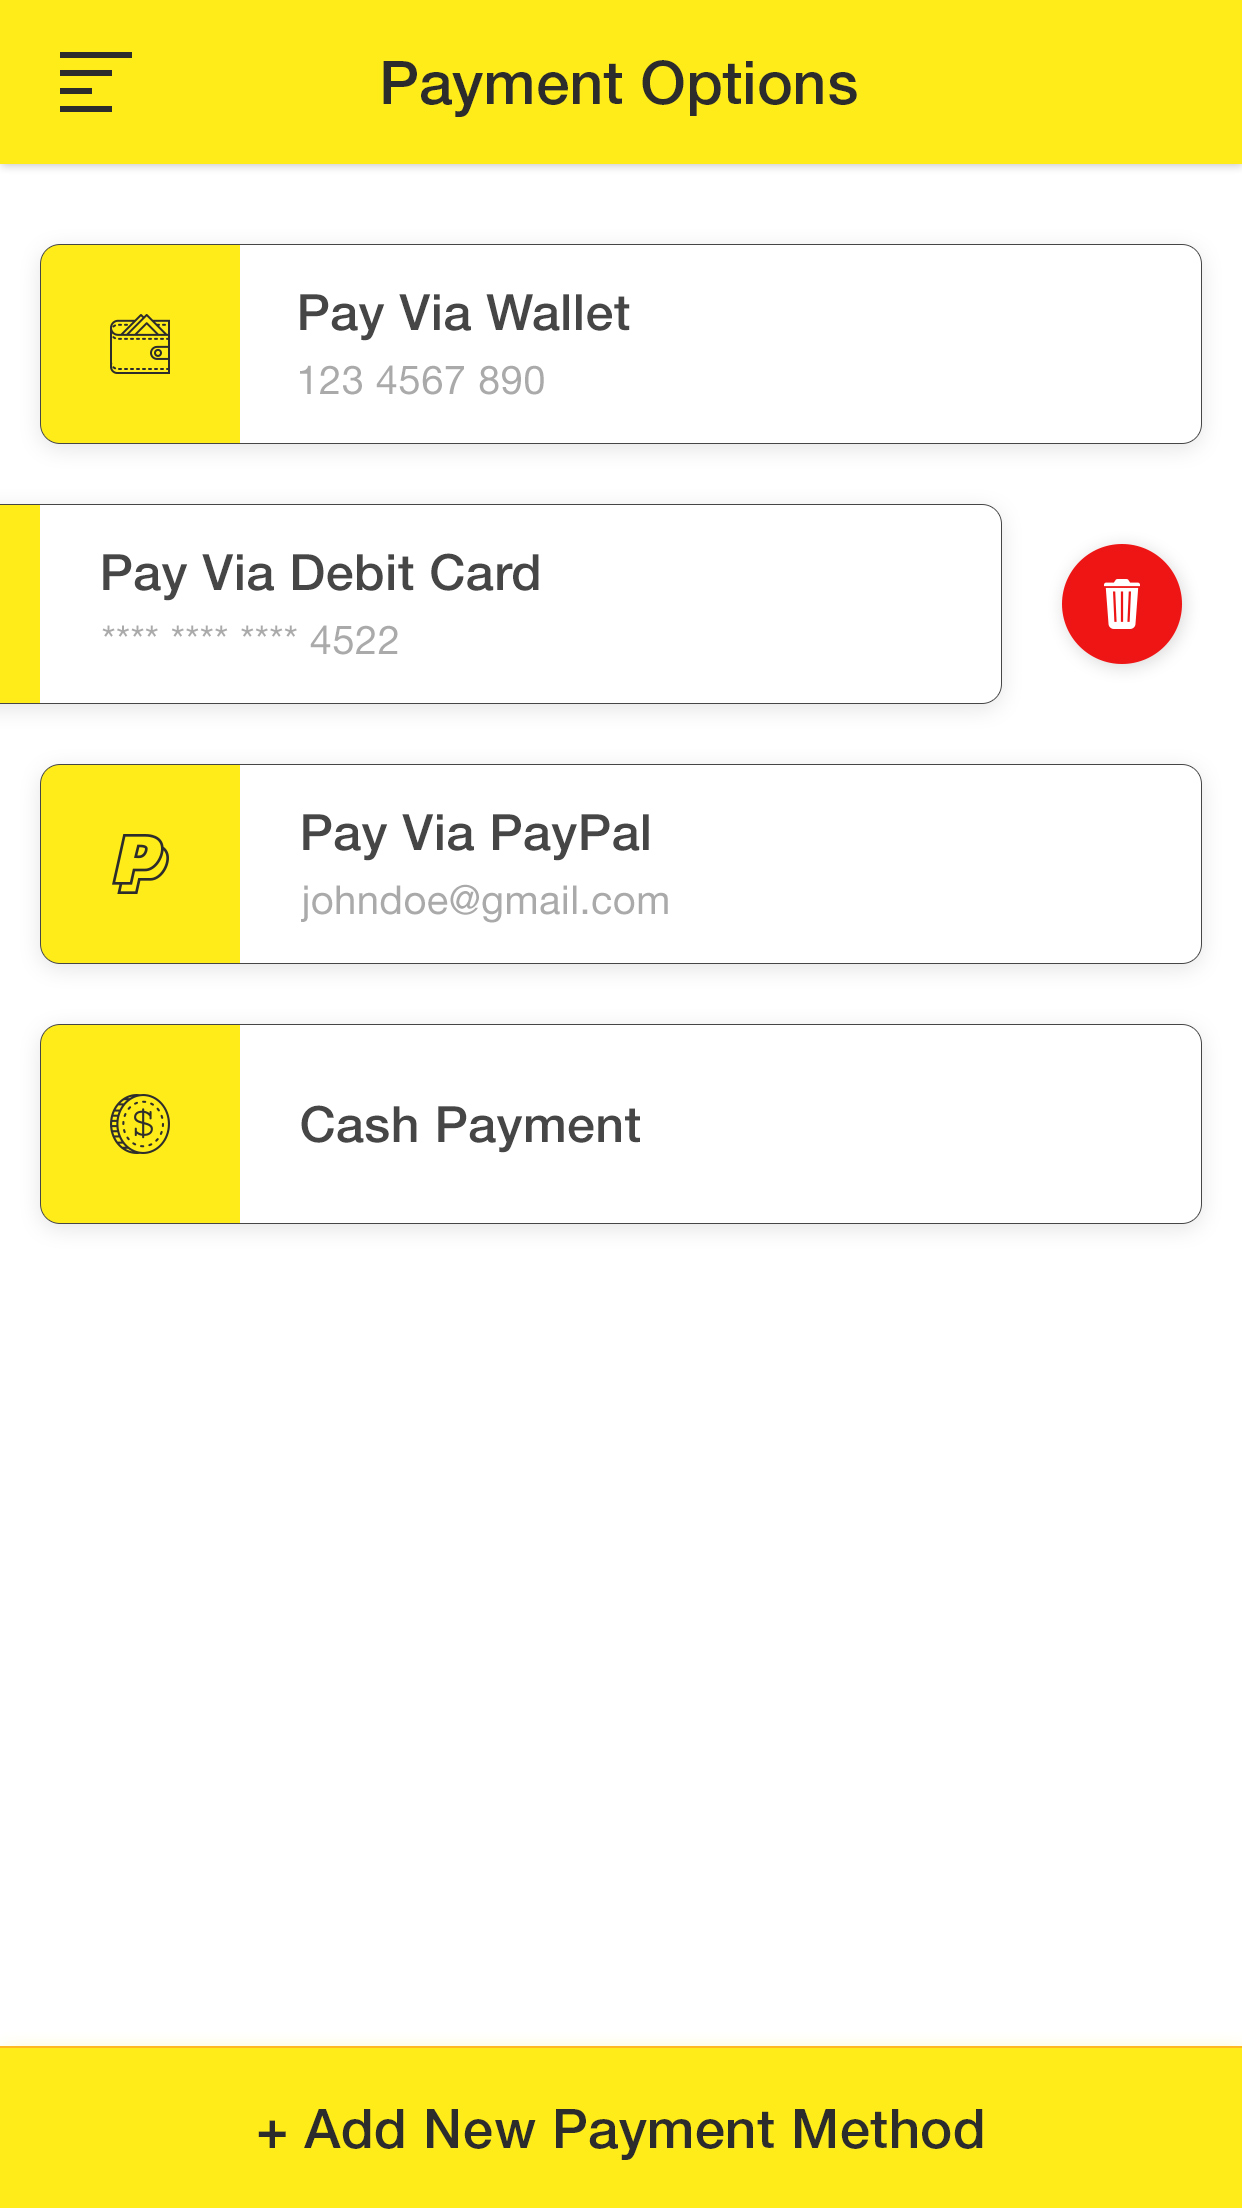 Payment Options
Pay Via Wallet
123 4567 890
Pay Via Debit Card
**** **** **** 4522
Pay Via PayPal
johndoe@gmail.com
Cash Payment
+ Add New Payment Method